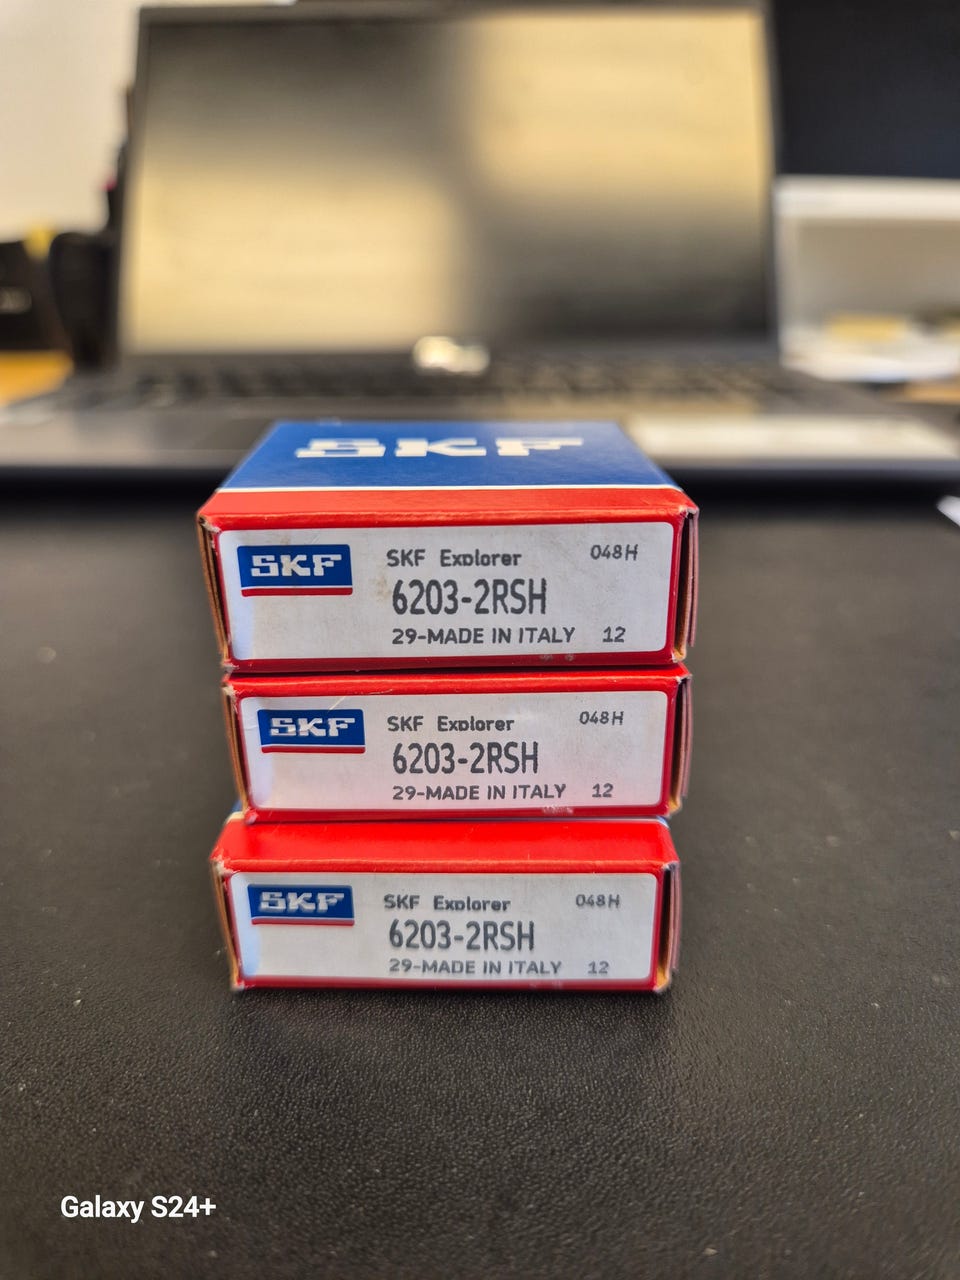 SKF
SKF
SKF Explorer 048H
6203-2RSH
29-MADE IN ITALY 12
SKF
SKF Explorer 048H
6203-2RSH
29-MADE IN ITALY 12
SKF
SKF Explorer 048H
6203-2RSH
29-MADE IN ITALY 12
Galaxy S24+